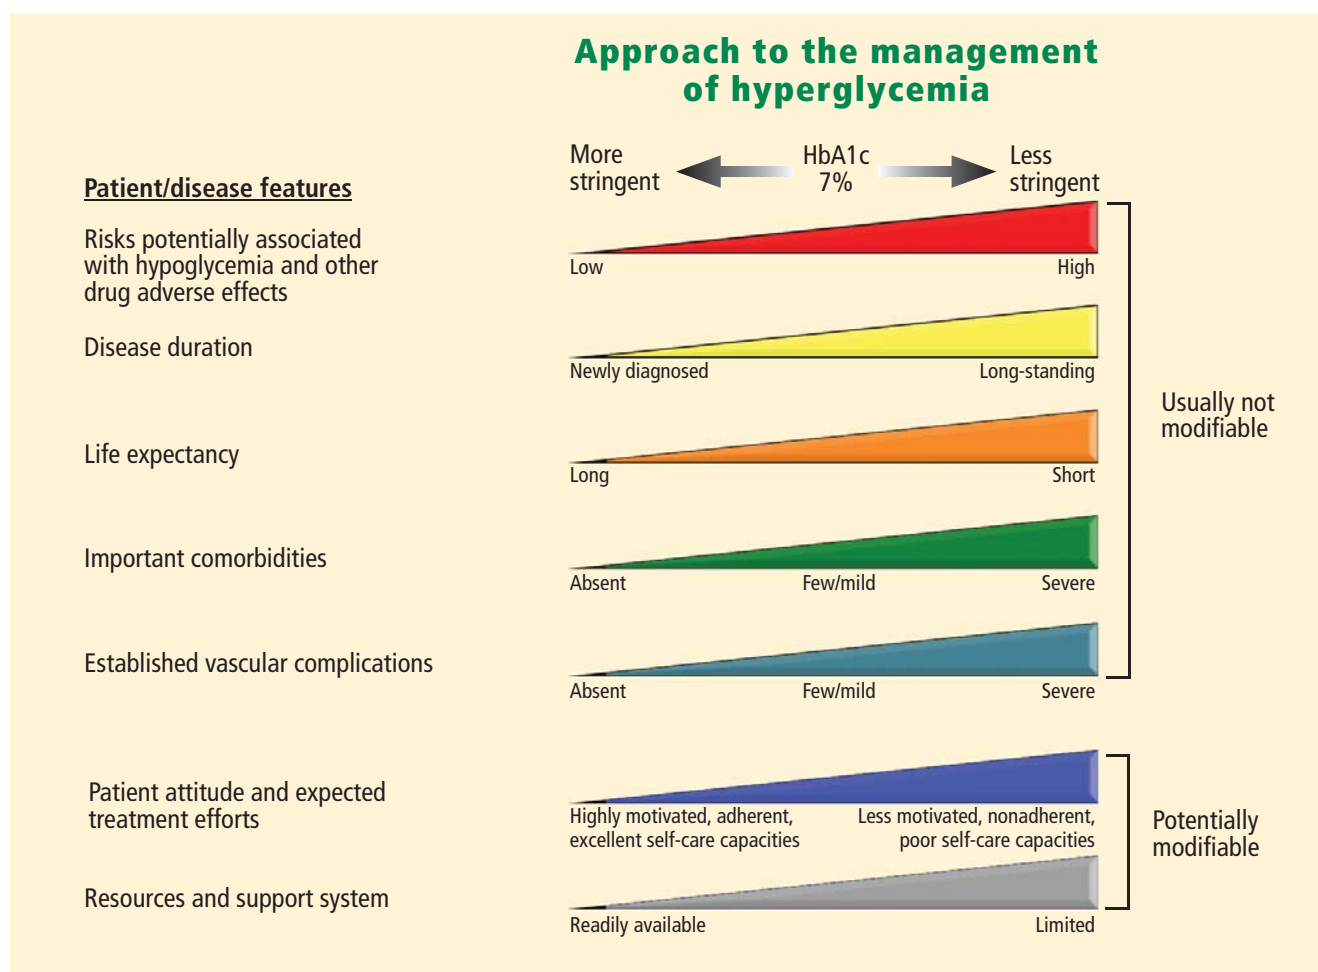 Approach to the management
of hyperglycemia
More
stringent
HbA1c
7%
Less
stringent
Patient/disease features
Risks potentially associated
with hypoglycemia and other
drug adverse effects
Low
High
Disease duration
Newly diagnosed
Long-standing
Usually not
modifiable
Life expectancy
Long
Short
Important comorbidities
Absent
Few/mild
Severe
Established vascular complications
Absent
Few/mild
Severe
Patient attitude and expected
treatment efforts
Highly motivated, adherent,
excellent self-care capacities
Less motivated, nonadherent,
poor self-care capacities
Potentially
modifiable
Resources and support system
Readily available
Limited